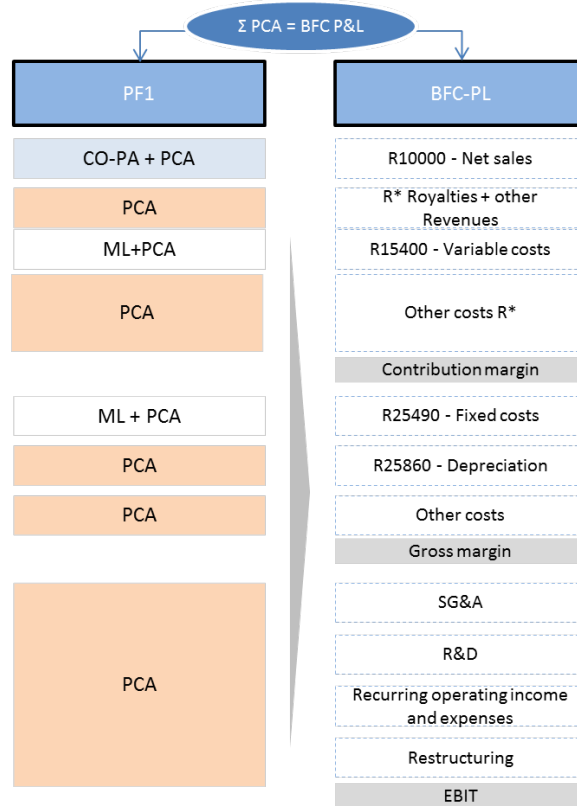 Σ PCA = BFC P&L
PF1
BFC-PL
CO-PA + PCA
R10000 - Net sales
PCA
R* Royalties + other
Revenues
ML+PCA
R15400 - Variable costs
PCA
Other costs R*
Contribution margin
ML + PCA
R25490 - Fixed costs
PCA
R25860 - Depreciation
PCA
Other costs
Gross margin
PCA
SG&A
R&D
Recurring operating income
and expenses
Restructuring
EBIT